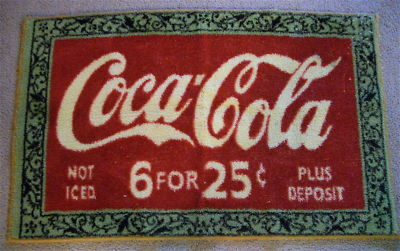 Coca-Cola
NOT ICED 6 FOR 25¢ PLUS DEPOSIT